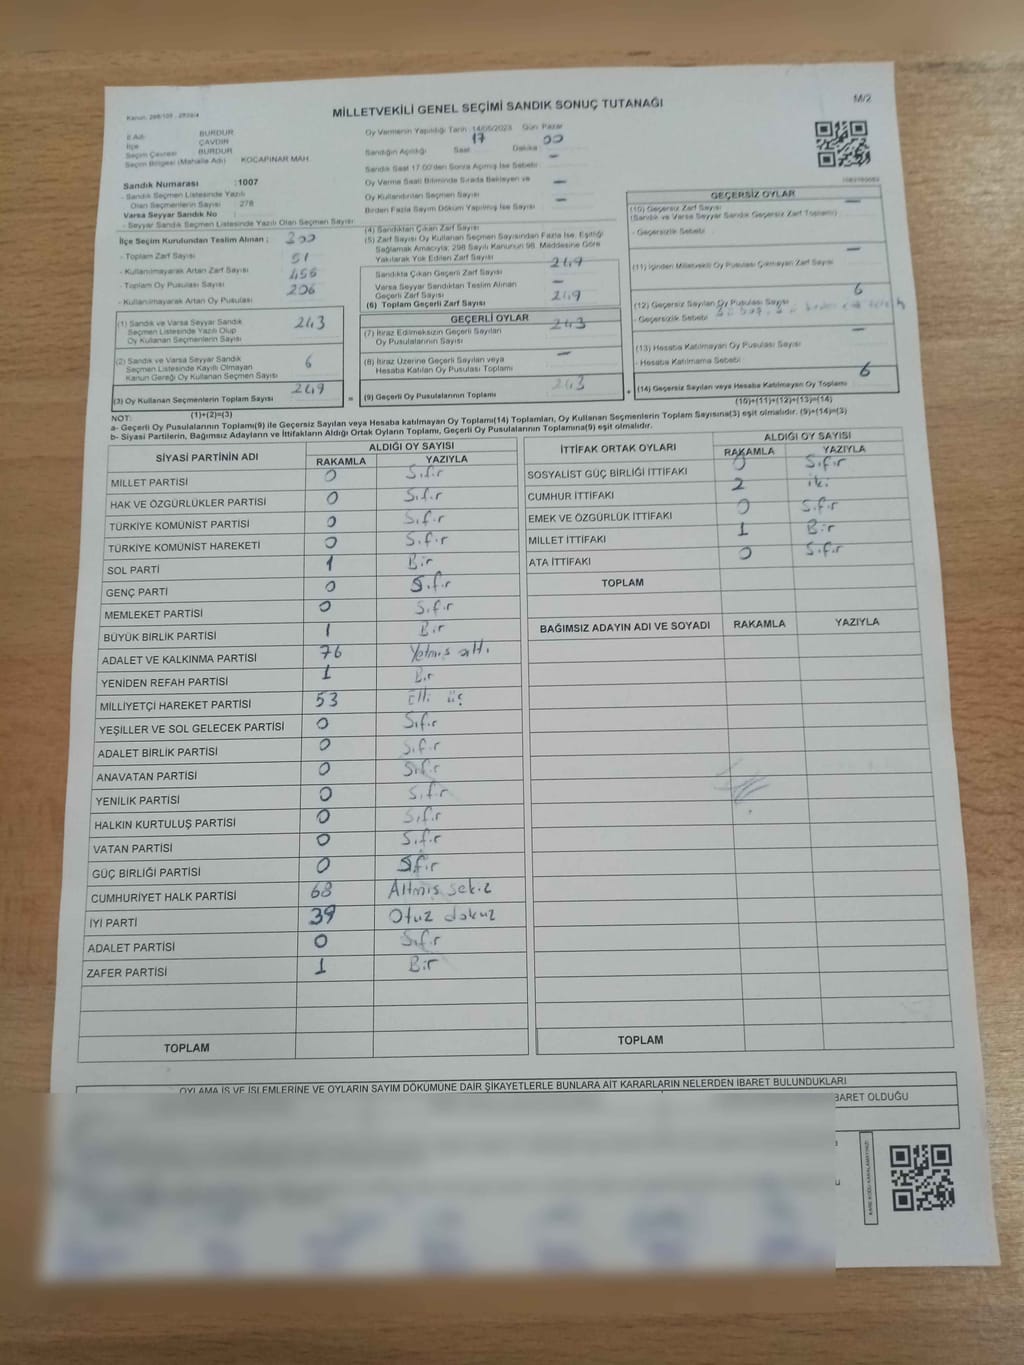 MİLLETVEKİLİ GENEL SEÇİMİ SANDIK SONUÇ TUTANAĞI
M/2
İl Adı BURDUR
İlçe ÇAVDIR
Seçim Çevresi BURDUR
Seçim Bölgesi (Mahalle Adı) KOCAPINAR MAH.
Sandık Numarası :1007
- Sandık Seçmen Listesinde Yazılı
Olan Seçmenlerin Sayısı 278
Varsa Seyyar Sandık No
- Seyyar Sandık Seçmen Listesinde Yazılı Olan Seçmen Sayısı
İlçe Seçim Kurulundan Teslim Alınan ; 300
- Toplam Zarf Sayısı
- Kullanılmayarak Artan Zarf Sayısı 51
- Toplam Oy Pusulası Sayısı 456
- Kullanılmayarak Artan Oy Pusulası 206
Oy Vermenin Yapıldığı Tarih :14/05/2023 Gün: Pazar
Sandığın Açıldığı Saat 17 Dakika 00
Sandık Saat 17.00'den Sonra Açılmış İse Sebebi –
Oy Verme Saati Bitiminde Sırada Bekleyen ve
Oy Kullandırılan Seçmen Sayısı –
Birden Fazla Sayım Döküm Yapılmış İse Sayısı –
(4) Sandıktan Çıkan Zarf Sayısı
(5) Zarf Sayısı Oy Kullanan Seçmen Sayısından Fazla İse, Eşitliği
Sağlamak Amacıyla; 298 Sayılı Kanunun 98. Maddesine Göre
Yakılarak Yok Edilen Zarf Sayısı
Sandıkta Çıkan Geçerli Zarf Sayısı 249
Varsa Seyyar Sandıktan Teslim Alınan
Geçerli Zarf Sayısı –
(6) Toplam Geçerli Zarf Sayısı 249
(1) Sandık ve Varsa Seyyar Sandık
Seçmen Listesinde Yazılı Olup
Oy Kullanan Seçmenlerin Sayısı 243
(2) Sandık ve Varsa Seyyar Sandık
Seçmen Listesinde Kayıtlı Olmayan
Kanun Gereği Oy Kullanan Seçmen Sayısı 6
(3) Oy Kullanan Seçmenlerin Toplam Sayısı 249
(1)+(2)=(3)
GEÇERLİ OYLAR
(7) İtiraz Edilmeksizin Geçerli Sayılan
Oy Pusulalarının Sayısı 243
(8) İtiraz Üzerine Geçerli Sayılan veya
Hesaba Katılan Oy Pusulası Toplamı –
(9) Geçerli Oy Pusulalarının Toplamı 243
GEÇERSİZ OYLAR
(10) Geçersiz Zarf Sayısı –
(Sandık ve Varsa Seyyar Sandık Geçersiz Zarf Toplamı)
- Geçersizlik Sebebi
(11) İçinden Milletvekili Oy Pusulası Çıkmayan Zarf Sayısı –
(12) Geçersiz Sayılan Oy Pusulası Sayısı 6
- Geçersizlik Sebebi
(13) Hesaba Katılmayan Oy Pusulası Sayısı –
- Hesaba Katılmama Sebebi
(14) Geçersiz Sayılan veya Hesaba Katılmayan Oy Toplamı 6
(10)+(11)+(12)+(13)=(14)
NOT:
a- Geçerli Oy Pusulalarının Toplamı(9) ile Geçersiz Sayılan veya Hesaba katılmayan Oy Toplamı(14) Toplamları, Oy Kullanan Seçmenlerin Toplam Sayısına(3) eşit olmalıdır. (9)+(14)=(3)
b- Siyasi Partilerin, Bağımsız Adayların ve İttifakların Aldığı Ortak Oyların Toplamı, Geçerli Oy Pusulalarının Toplamına(9) eşit olmalıdır.
SİYASİ PARTİNİN ADI ALDIĞI OY SAYISI
RAKAMLA YAZIYLA
MİLLET PARTİSİ 0 Sıfır
HAK VE ÖZGÜRLÜKLER PARTİSİ 0 Sıfır
TÜRKİYE KOMÜNİST PARTİSİ 0 Sıfır
TÜRKİYE KOMÜNİST HAREKETİ 0 Sıfır
SOL PARTİ 1 Bir
GENÇ PARTİ 0 Sıfır
MEMLEKET PARTİSİ 0 Sıfır
BÜYÜK BİRLİK PARTİSİ 1 Bir
ADALET VE KALKINMA PARTİSİ 76 Yetmiş altı
YENİDEN REFAH PARTİSİ 1 Bir
MİLLİYETÇİ HAREKET PARTİSİ 53 Elli üç
YEŞİLLER VE SOL GELECEK PARTİSİ 0 Sıfır
ADALET BİRLİK PARTİSİ 0 Sıfır
ANAVATAN PARTİSİ 0 Sıfır
YENİLİK PARTİSİ 0 Sıfır
HALKIN KURTULUŞ PARTİSİ 0 Sıfır
VATAN PARTİSİ 0 Sıfır
GÜÇ BİRLİĞİ PARTİSİ 0 Sıfır
CUMHURİYET HALK PARTİSİ 68 Altmış sekiz
İYİ PARTİ 39 Otuz dokuz
ADALET PARTİSİ 0 Sıfır
ZAFER PARTİSİ 1 Bir
TOPLAM
İTTİFAK ORTAK OYLARI ALDIĞI OY SAYISI
RAKAMLA YAZIYLA
SOSYALİST GÜÇ BİRLİĞİ İTTİFAKI 0 Sıfır
CUMHUR İTTİFAKI 2 iki
EMEK VE ÖZGÜRLÜK İTTİFAKI 0 Sıfır
MİLLET İTTİFAKI 1 Bir
ATA İTTİFAKI 0 Sıfır
TOPLAM
BAĞIMSIZ ADAYIN ADI VE SOYADI RAKAMLA YAZIYLA
TOPLAM
OYLAMA İŞ VE İŞLEMLERİNE VE OYLARIN SAYIM DÖKÜMÜNE DAİR ŞİKAYETLERLE BUNLARA AİT KARARLARIN NELERDEN İBARET BULUNDUKLARI
BARET OLDUĞU